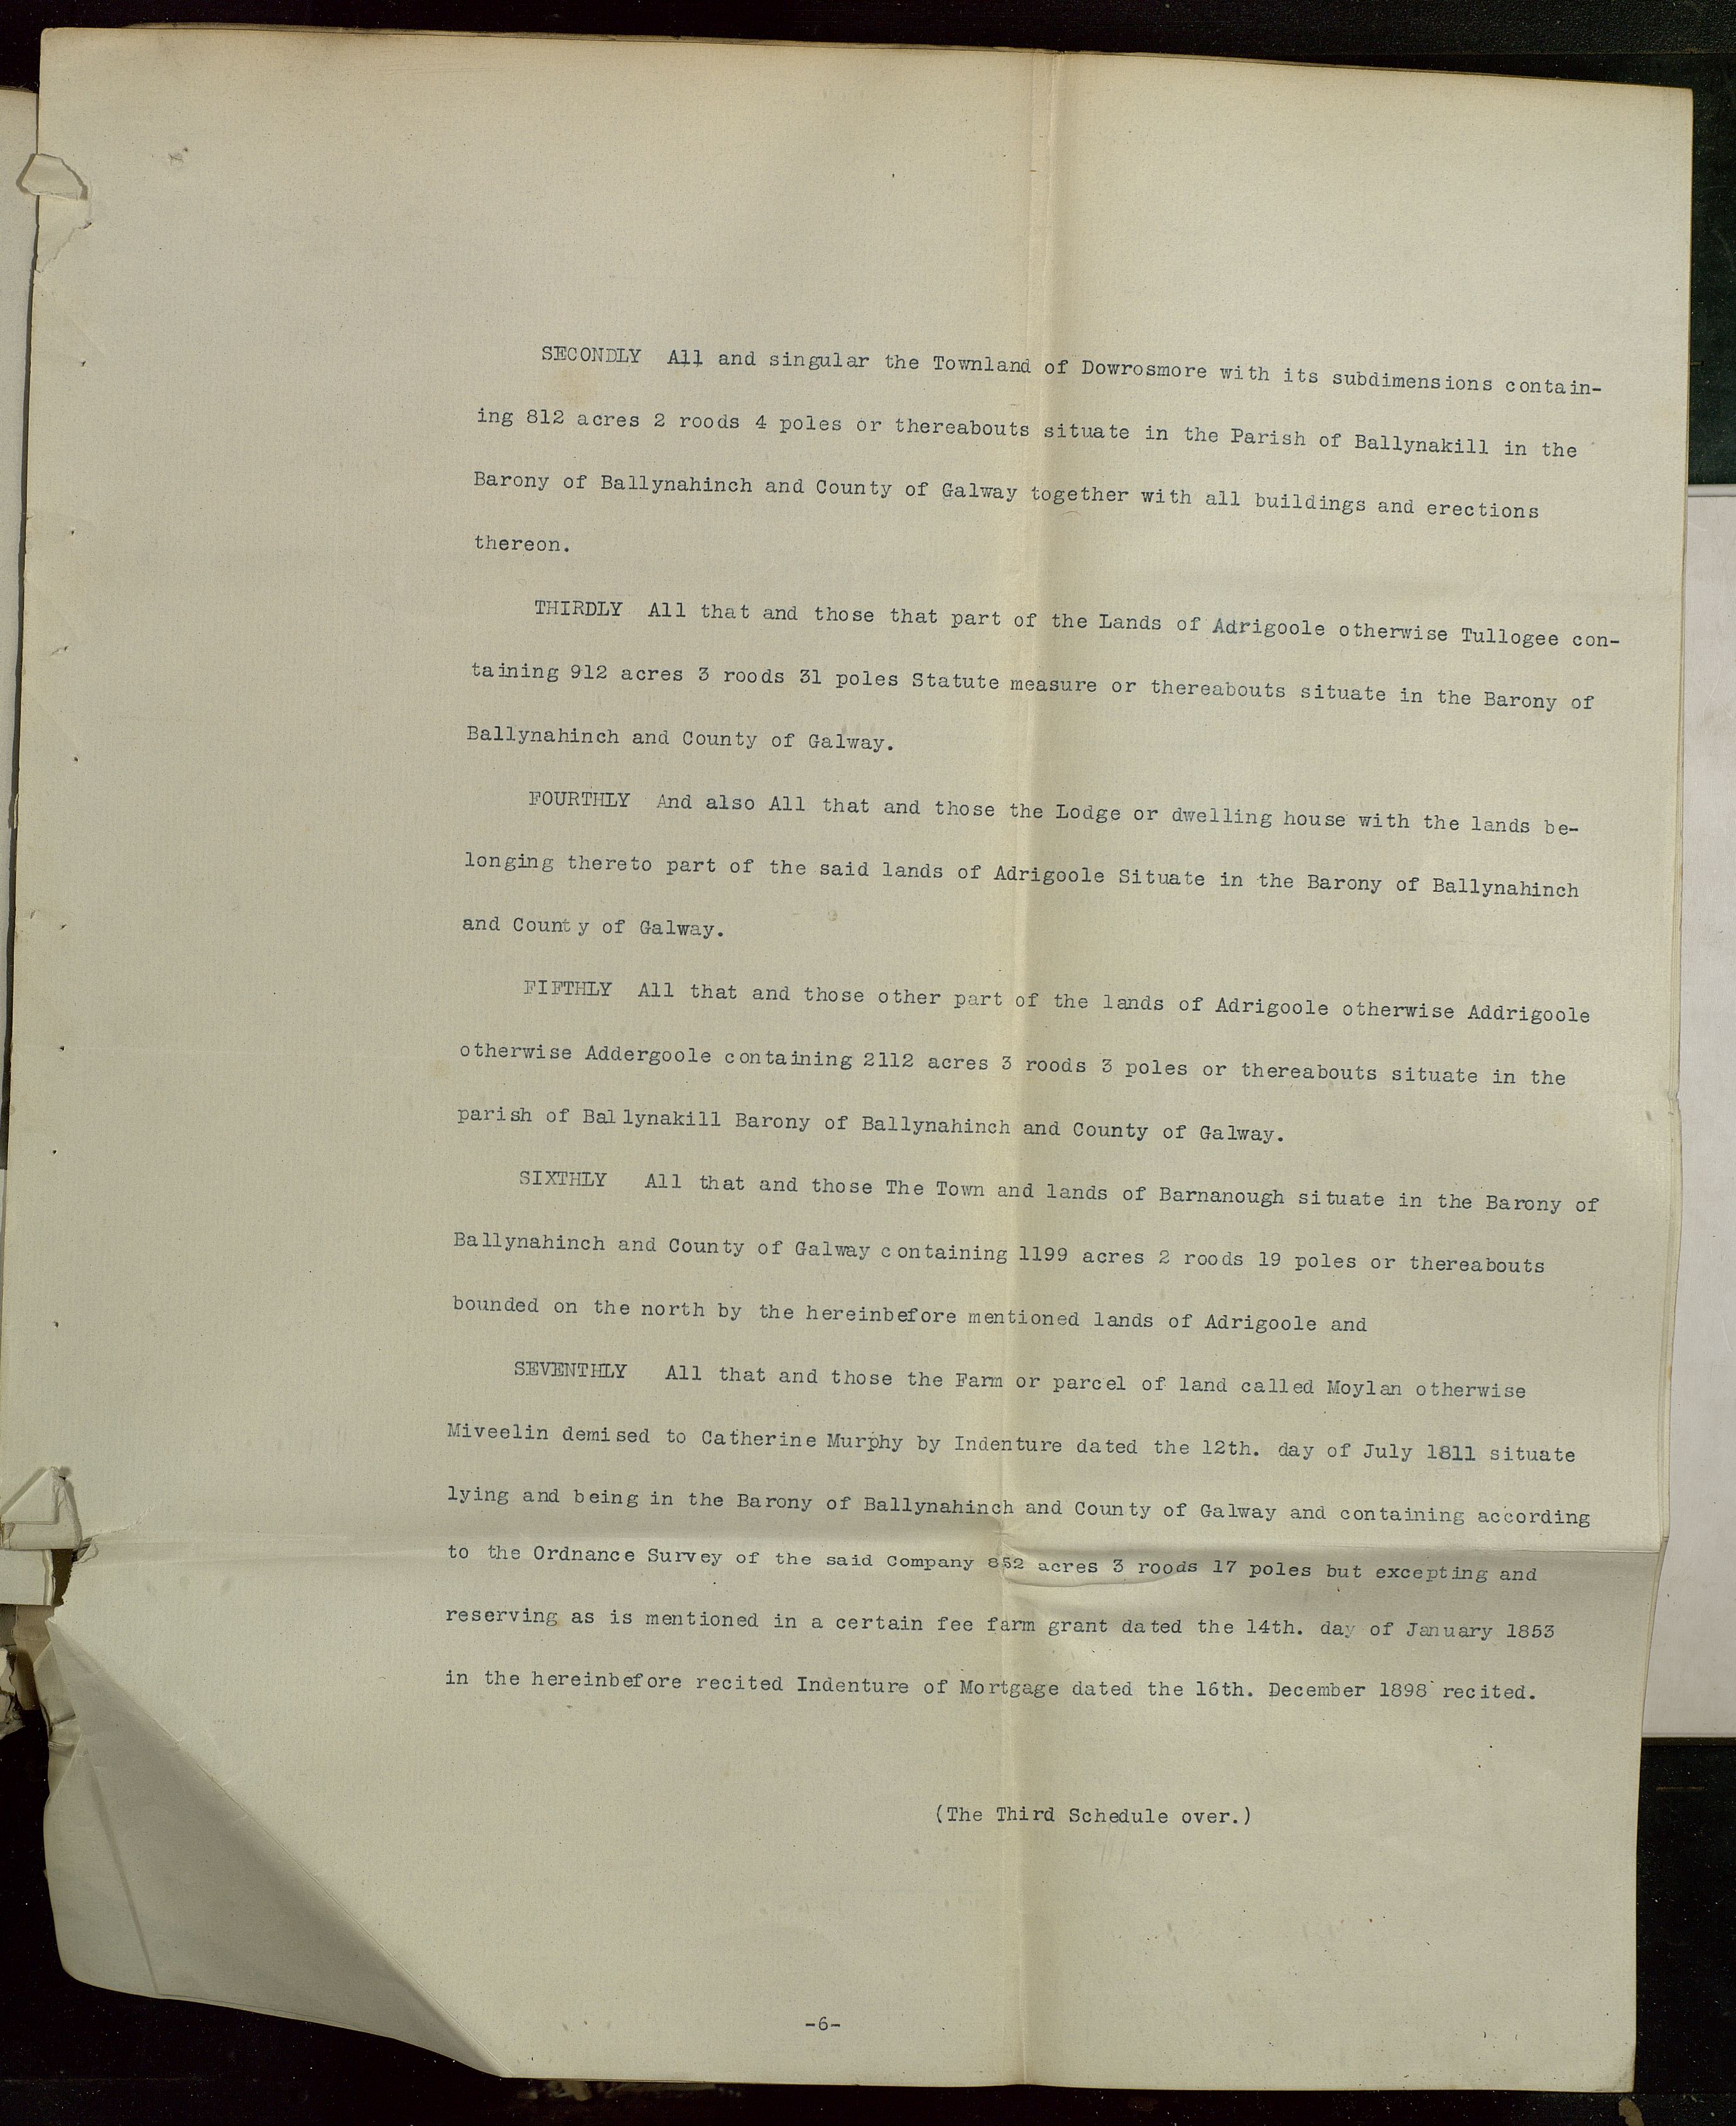 SECONDLY All and singular the Townland of Dowrosmore with its subdimensions contain-
ing 812 acres 2 roods 4 poles or thereabouts situate in the Parish of Ballynakill in the
Barony of Ballynahinch and County of Galway together with all buildings and erections
thereon.
THIRDLY All that and those that part of the Lands of Adrigoole otherwise Tullogee con-
taining 912 acres 3 roods 31 poles Statute measure or thereabouts situate in the Barony of
Ballynahinch and County of Galway.
FOURTHLY And also All that and those the Lodge or dwelling house with the lands be-
longing thereto part of the said lands of Adrigoole Situate in the Barony of Ballynahinch
and County of Galway.
FIFTHLY All that and those other part of the lands of Adrigoole otherwise Addrigoole
otherwise Addergoole containing 2112 acres 3 roods 3 poles or thereabouts situate in the
parish of Ballynakill Barony of Ballynahinch and County of Galway.
SIXTHLY All that and those The Town and lands of Barnanough situate in the Barony of
Ballynahinch and County of Galway containing 1199 acres 2 roods 19 poles or thereabouts
bounded on the north by the hereinbefore mentioned lands of Adrigoole and
SEVENTHLY All that and those the Farm or parcel of land called Moylan otherwise
Miveelin demised to Catherine Murphy by Indenture dated the 12th. day of July 1811 situate
lying and being in the Barony of Ballynahinch and County of Galway and containing according
to the Ordnance Survey of the said Company 852 acres 3 roods 17 poles but excepting and
reserving as is mentioned in a certain fee farm grant dated the 14th. day of January 1853
in the hereinbefore recited Indenture of Mortgage dated the 16th. December 1898 recited.
(The Third Schedule over.)
-6-